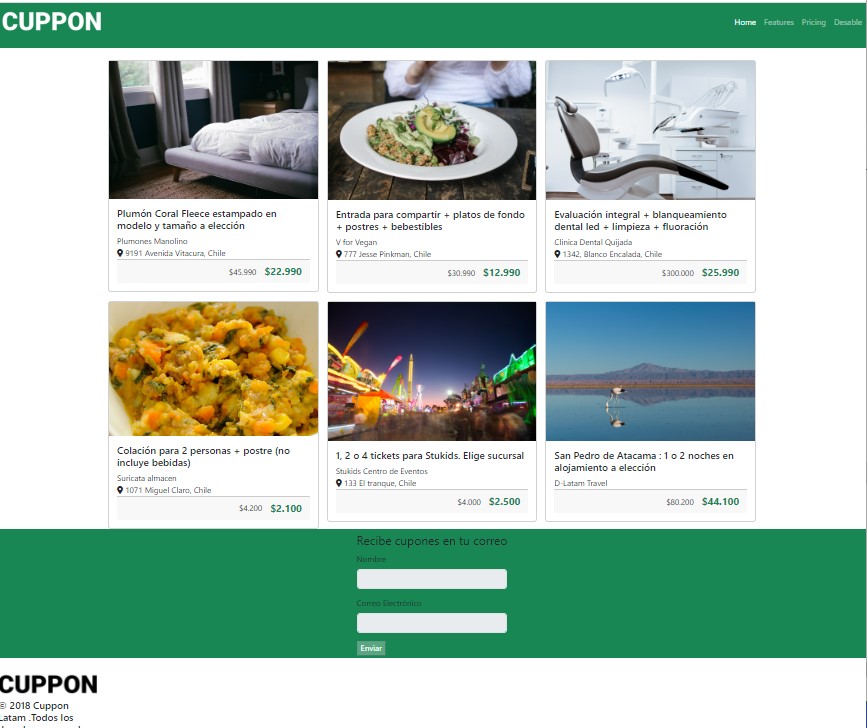 CUPPON
Home Features Pricing Desable
Plumón Coral Fleece estampado en
modelo y tamaño a elección
Plumones Manolino
9191 Avenida Vitacura, Chile
$45.990 $22.990
Entrada para compartir + platos de fondo
+ postres + bebestibles
V for Vegan
777 Jesse Pinkman, Chile
$30.990 $12.990
Evaluación integral + blanqueamiento
dental led + limpieza + fluoración
Clinica Dental Quijada
1342, Blanco Encalada, Chile
$300.000 $25.990
Colación para 2 personas + postre (no
incluye bebidas)
Suricata almacen
1071 Miguel Claro, Chile
$4.200 $2.100
1, 2 o 4 tickets para Stukids. Elige sucursal
Stukids Centro de Eventos
133 El tranque, Chile
$4.000 $2.500
San Pedro de Atacama : 1 o 2 noches en
alojamiento a elección
D-Latam Travel
$80.200 $44.100
Recibe cupones en tu correo
Nombre
Correo Electrónico
Enviar
CUPPON
© 2018 Cuppon
Latam .Todos los